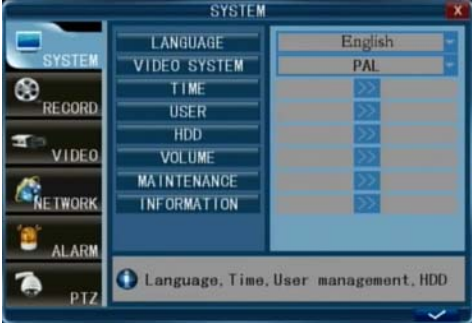 SYSTEM
X
SYSTEM
RECORD
VIDEO
NETWORK
ALARM
PTZ
LANGUAGE English
VIDEO SYSTEM PAL
TIME >>
USER >>
HDD >>
VOLUME >>
MAINTENANCE >>
INFORMATION >>
Language, Time, User management, HDD